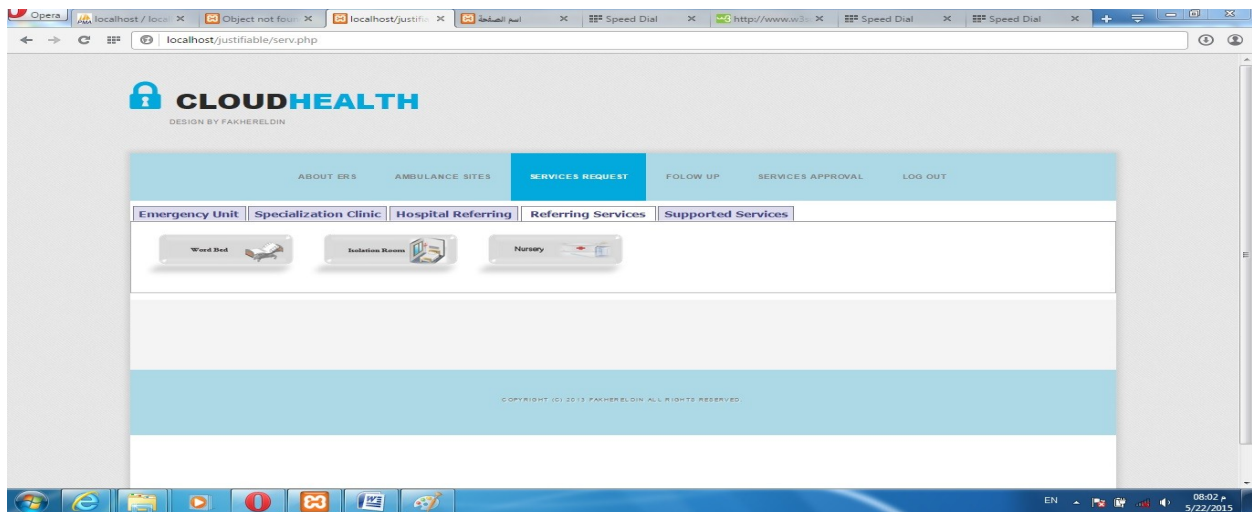 Opera localhost / local Object not foun localhost/justifia اسم الصفحة Speed Dial http://www.w3s Speed Dial Speed Dial
localhost/justifiable/serv.php
CLOUDHEALTH
DESIGN BY FAKHERELDIN
ABOUT ERS AMBULANCE SITES SERVICES REQUEST FOLOW UP SERVICES APPROVAL LOG OUT
Emergency Unit Specialization Clinic Hospital Referring Referring Services Supported Services
Word Bed Isolation Room Nursery
COPYRIGHT (C) 2013 FAKHERELDIN ALL RIGHTS RESERVED.
EN 08:02 م
5/22/2015